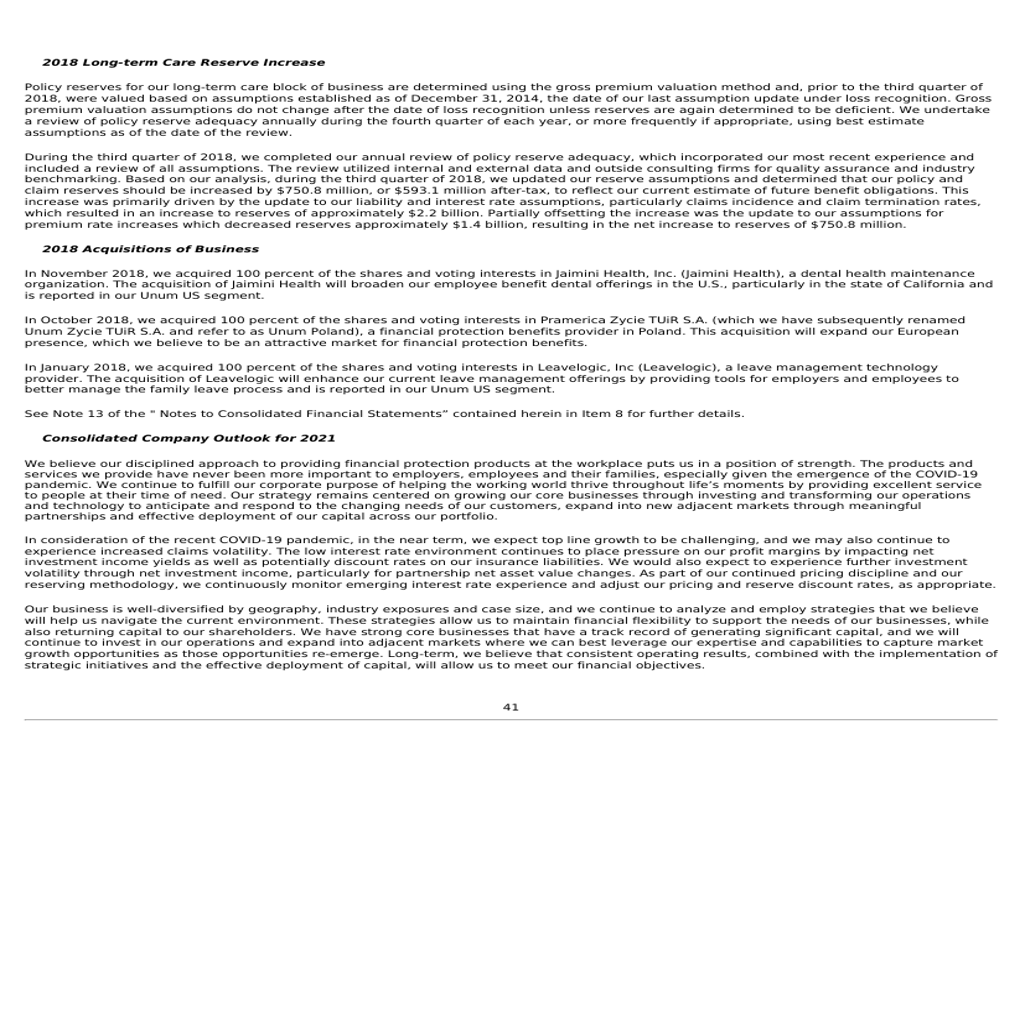 2018 Long-term Care Reserve Increase
Policy reserves for our long-term care block of business are determined using the gross premium valuation method and, prior to the third quarter of
2018, were valued based on assumptions established as of December 31, 2014, the date of our last assumption update under loss recognition. Gross
premium valuation assumptions do not change after the date of loss recognition unless reserves are again determined to be deficient. We undertake
a review of policy reserve adequacy annually during the fourth quarter of each year, or more frequently if appropriate, using best estimate
assumptions as of the date of the review.
During the third quarter of 2018, we completed our annual review of policy reserve adequacy, which incorporated our most recent experience and
included a review of all assumptions. The review utilized internal and external data and outside consulting firms for quality assurance and industry
benchmarking. Based on our analysis, during the third quarter of 2018, we updated our reserve assumptions and determined that our policy and
claim reserves should be increased by $750.8 million, or $593.1 million after-tax, to reflect our current estimate of future benefit obligations. This
increase was primarily driven by the update to our liability and interest rate assumptions, particularly claims incidence and claim termination rates,
which resulted in an increase to reserves of approximately $2.2 billion. Partially offsetting the increase was the update to our assumptions for
premium rate increases which decreased reserves approximately $1.4 billion, resulting in the net increase to reserves of $750.8 million.
2018 Acquisitions of Business
In November 2018, we acquired 100 percent of the shares and voting interests in Jaimini Health, Inc. (Jaimini Health), a dental health maintenance
organization. The acquisition of Jaimini Health will broaden our employee benefit dental offerings in the U.S., particularly in the state of California and
is reported in our Unum US segment.
In October 2018, we acquired 100 percent of the shares and voting interests in Pramerica Zycie TUiR S.A. (which we have subsequently renamed
Unum Zycie TUiR S.A. and refer to as Unum Poland), a financial protection benefits provider in Poland. This acquisition will expand our European
presence, which we believe to be an attractive market for financial protection benefits.
In January 2018, we acquired 100 percent of the shares and voting interests in Leavelogic, Inc (Leavelogic), a leave management technology
provider. The acquisition of Leavelogic will enhance our current leave management offerings by providing tools for employers and employees to
better manage the family leave process and is reported in our Unum US segment.
See Note 13 of the " Notes to Consolidated Financial Statements” contained herein in Item 8 for further details.
Consolidated Company Outlook for 2021
We believe our disciplined approach to providing financial protection products at the workplace puts us in a position of strength. The products and
services we provide have never been more important to employers, employees and their families, especially given the emergence of the COVID-19
pandemic. We continue to fulfill our corporate purpose of helping the working world thrive throughout life’s moments by providing excellent service
to people at their time of need. Our strategy remains centered on growing our core businesses through investing and transforming our operations
and technology to anticipate and respond to the changing needs of our customers, expand into new adjacent markets through meaningful
partnerships and effective deployment of our capital across our portfolio.
In consideration of the recent COVID-19 pandemic, in the near term, we expect top line growth to be challenging, and we may also continue to
experience increased claims volatility. The low interest rate environment continues to place pressure on our profit margins by impacting net
investment income yields as well as potentially discount rates on our insurance liabilities. We would also expect to experience further investment
volatility through net investment income, particularly for partnership net asset value changes. As part of our continued pricing discipline and our
reserving methodology, we continuously monitor emerging interest rate experience and adjust our pricing and reserve discount rates, as appropriate.
Our business is well-diversified by geography, industry exposures and case size, and we continue to analyze and employ strategies that we believe
will help us navigate the current environment. These strategies allow us to maintain financial flexibility to support the needs of our businesses, while
also returning capital to our shareholders. We have strong core businesses that have a track record of generating significant capital, and we will
continue to invest in our operations and expand into adjacent markets where we can best leverage our expertise and capabilities to capture market
growth opportunities as those opportunities re-emerge. Long-term, we believe that consistent operating results, combined with the implementation of
strategic initiatives and the effective deployment of capital, will allow us to meet our financial objectives.
41